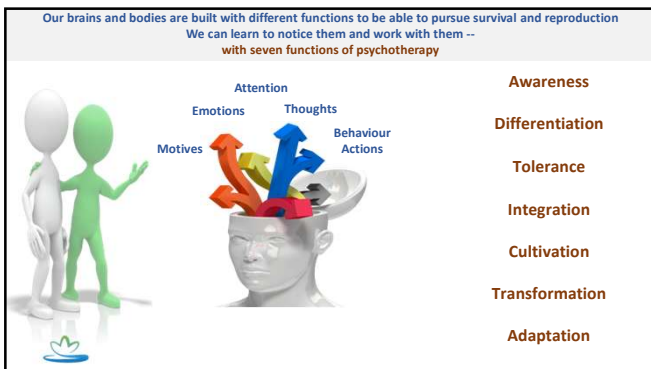 Our brains and bodies are built with different functions to be able to pursue survival and reproduction
We can learn to notice them and work with them --
with seven functions of psychotherapy
Attention
Emotions
Thoughts
Motives
Behaviour
Actions
Awareness
Differentiation
Tolerance
Integration
Cultivation
Transformation
Adaptation